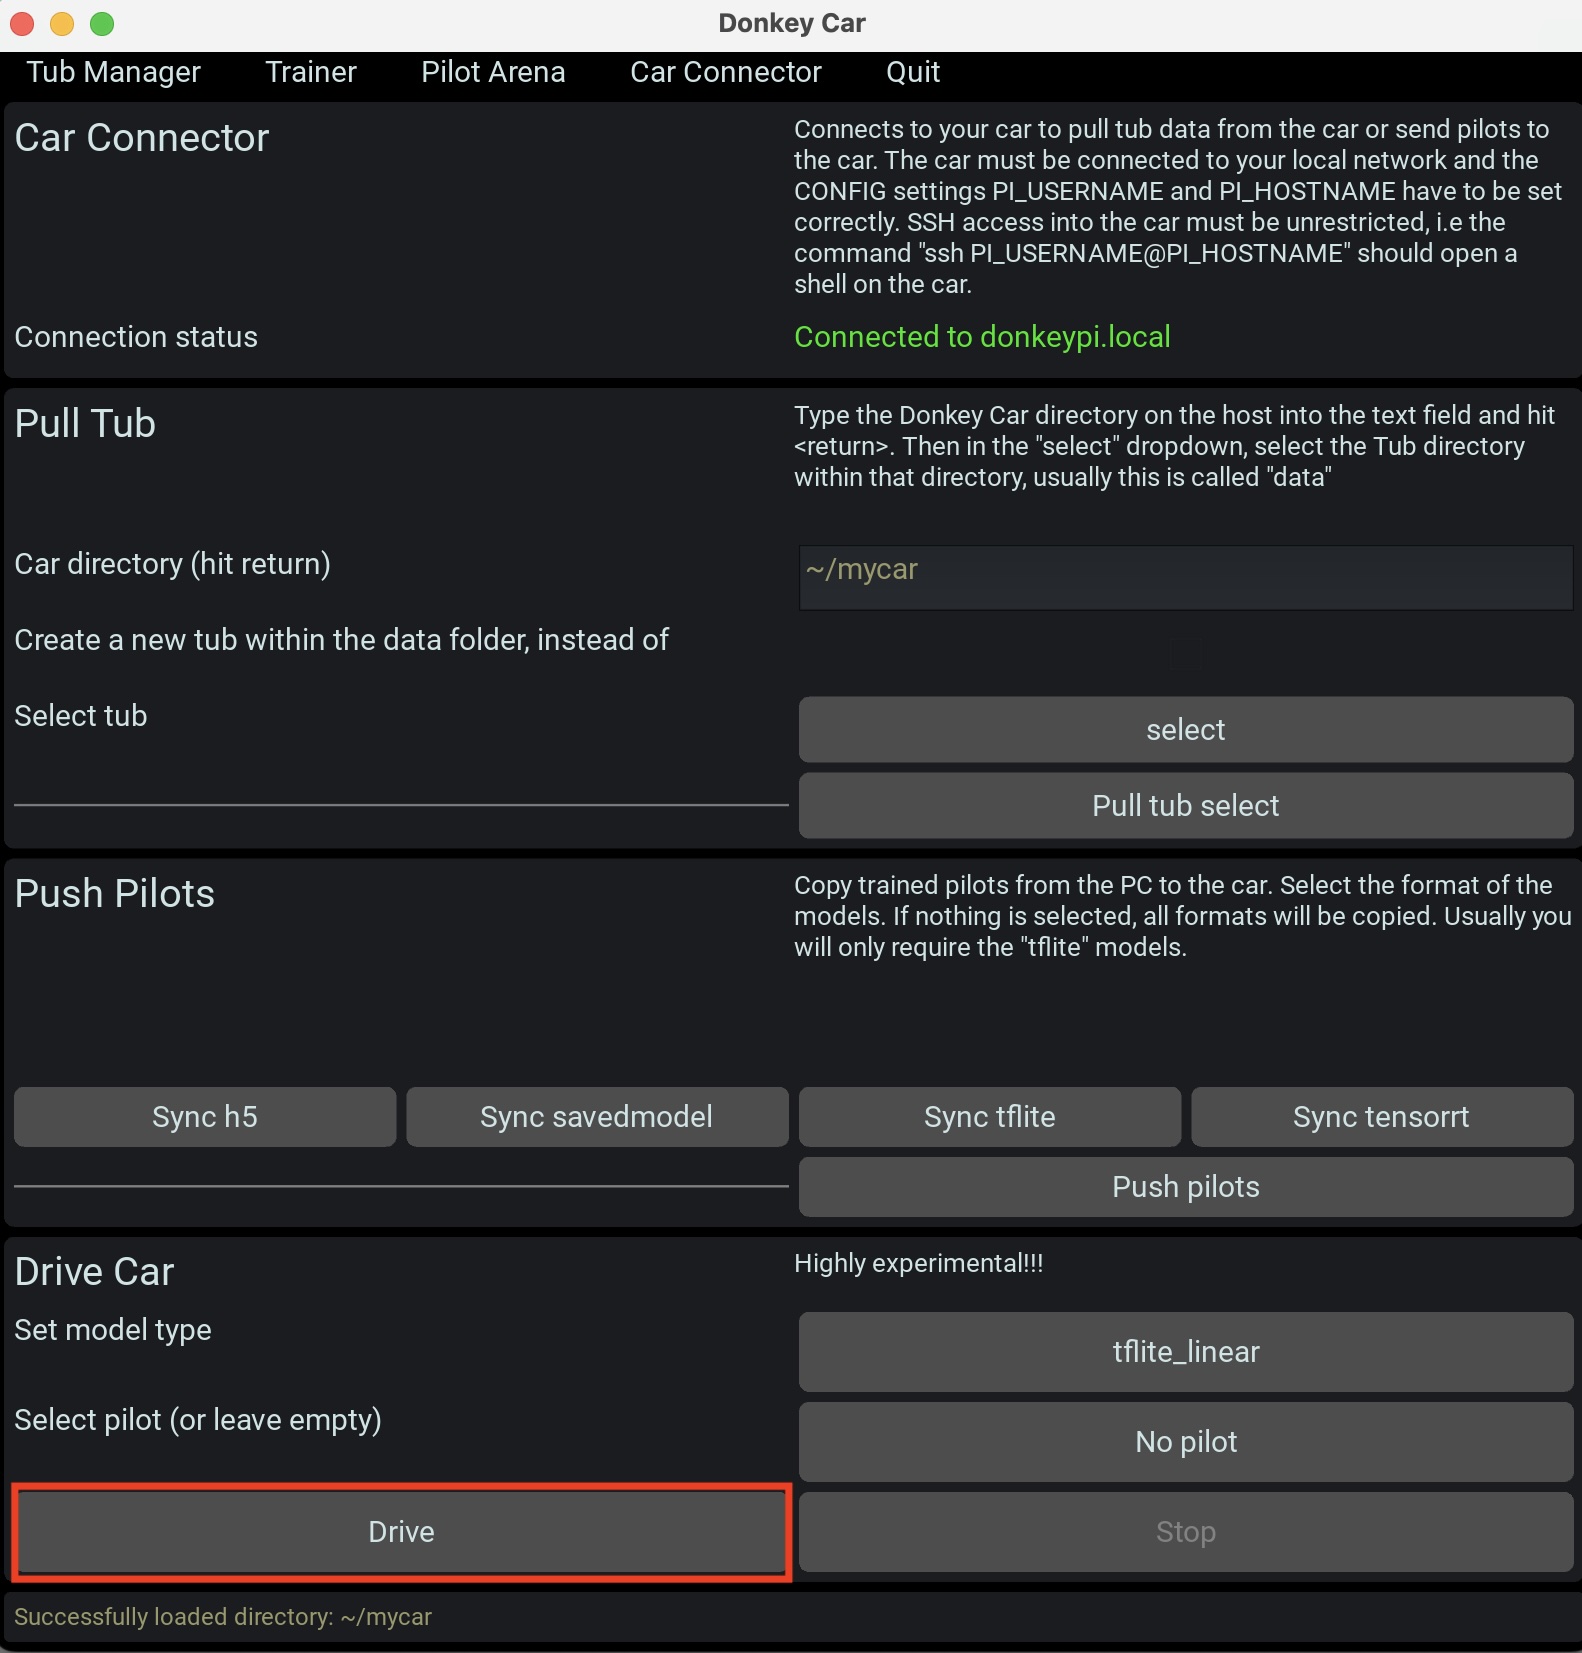 Donkey Car
Tub Manager Trainer Pilot Arena Car Connector Quit
Car Connector
Connects to your car to pull tub data from the car or send pilots to
the car. The car must be connected to your local network and the
CONFIG settings PI_USERNAME and PI_HOSTNAME have to be set
correctly. SSH access into the car must be unrestricted, i.e the
command "ssh PI_USERNAME@PI_HOSTNAME" should open a
shell on the car.
Connection status
Connected to donkeypi.local
Pull Tub
Type the Donkey Car directory on the host into the text field and hit
<return>. Then in the "select" dropdown, select the Tub directory
within that directory, usually this is called "data"
Car directory (hit return)
~/mycar
Create a new tub within the data folder, instead of
Select tub
select
Pull tub select
Push Pilots
Copy trained pilots from the PC to the car. Select the format of the
models. If nothing is selected, all formats will be copied. Usually you
will only require the "tflite" models.
Sync h5 Sync savedmodel Sync tflite Sync tensorrt
Push pilots
Drive Car
Highly experimental!!!
Set model type
tflite_linear
Select pilot (or leave empty)
No pilot
Drive Stop
Successfully loaded directory: ~/mycar